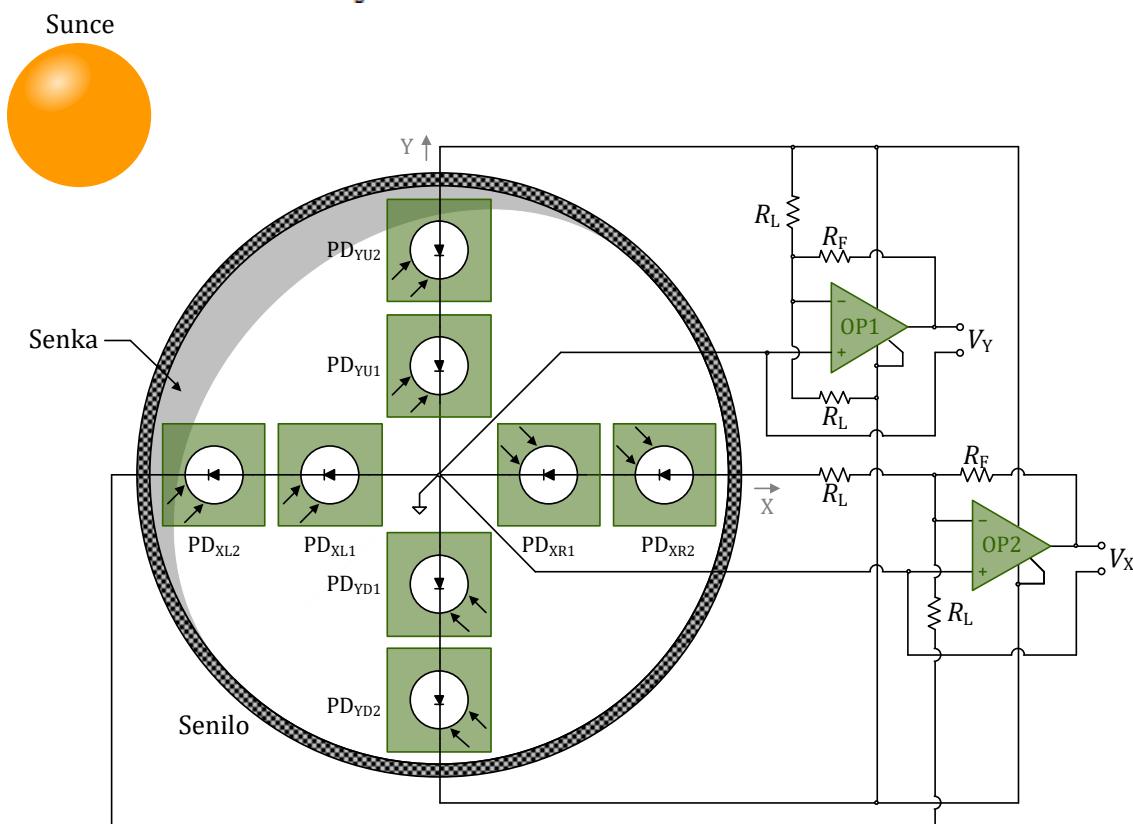 Sunce
Y
R_L
R_F
PD_YU2
OP1
V_Y
Senka
PD_YU1
R_L
R_F
R_L
X
PD_XL2
PD_XL1
PD_XR1
PD_XR2
OP2
V_X
PD_YD1
R_L
PD_YD2
Senilo